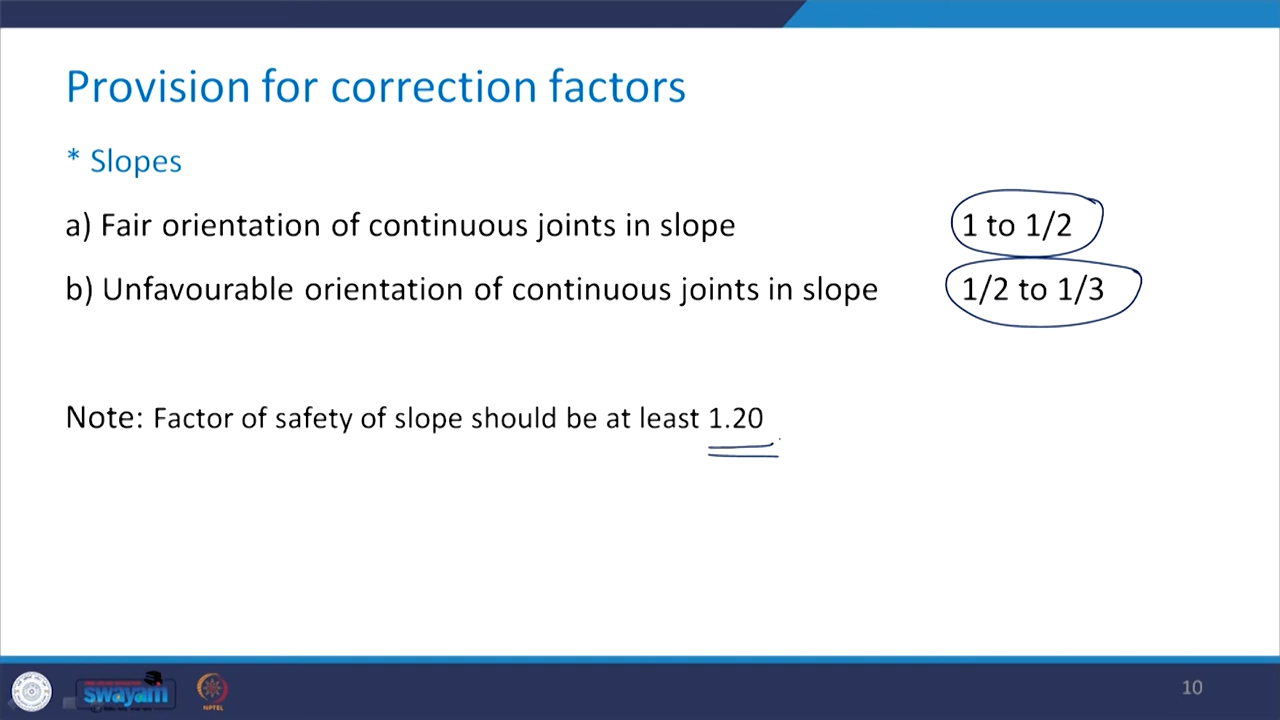 Provision for correction factors
* Slopes
a) Fair orientation of continuous joints in slope 1 to 1/2
b) Unfavourable orientation of continuous joints in slope 1/2 to 1/3
Note: Factor of safety of slope should be at least 1.20
swayam
NPTEL
10